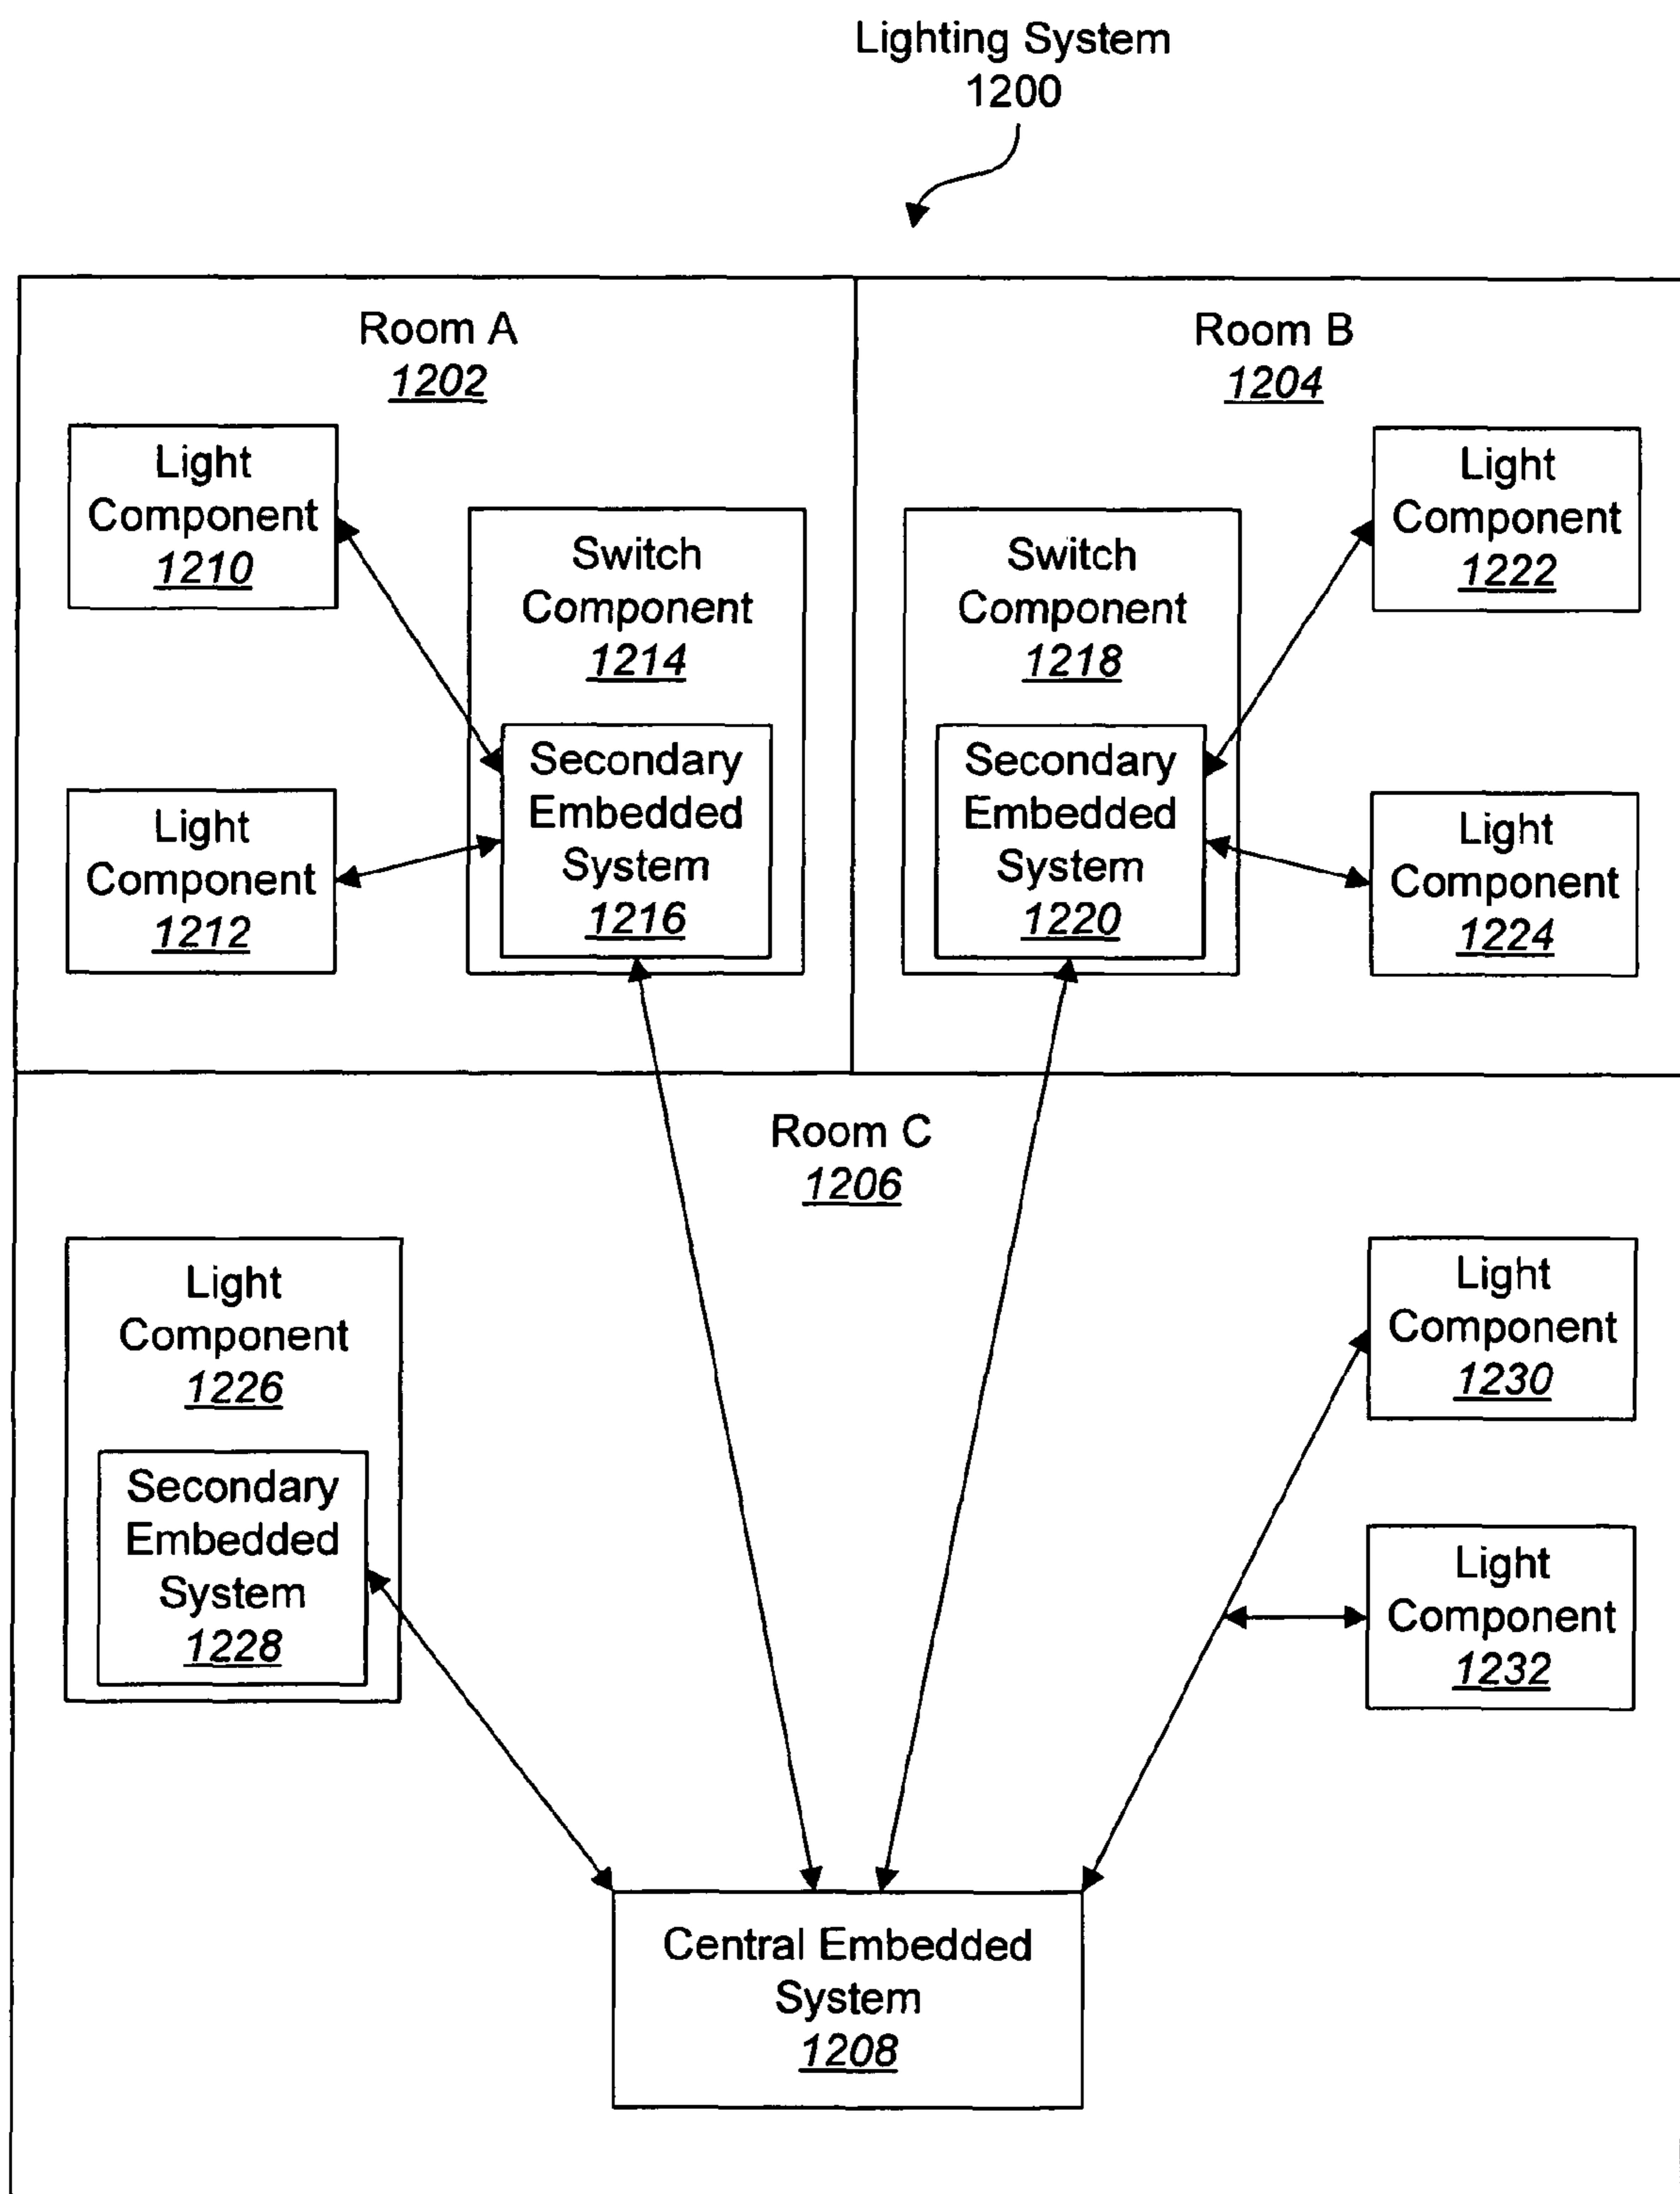 Lighting System
1200
Room A
1202
Room B
1204
Light
Component
1210
Switch
Component
1214
Secondary
Embedded
System
1216
Light
Component
1212
Switch
Component
1218
Secondary
Embedded
System
1220
Light
Component
1222
Light
Component
1224
Room C
1206
Light
Component
1226
Secondary
Embedded
System
1228
Light
Component
1230
Light
Component
1232
Central Embedded
System
1208